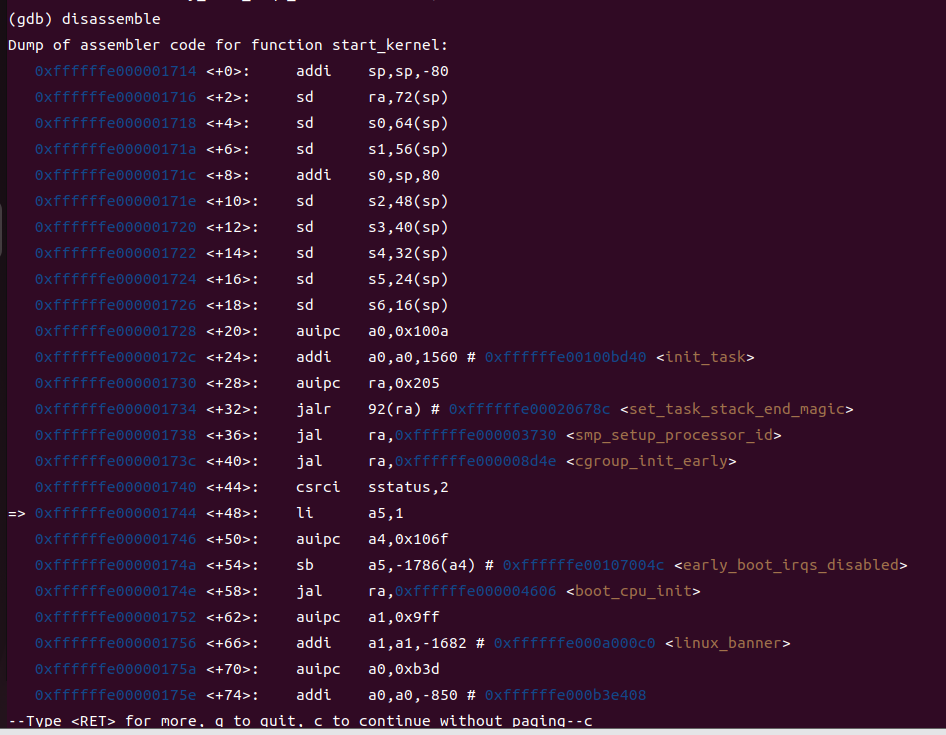 (gdb) disassemble
Dump of assembler code for function start_kernel:
   0xffffffe000001714 <+0>:     addi    sp,sp,-80
   0xffffffe000001716 <+2>:     sd      ra,72(sp)
   0xffffffe000001718 <+4>:     sd      s0,64(sp)
   0xffffffe00000171a <+6>:     sd      s1,56(sp)
   0xffffffe00000171c <+8>:     addi    s0,sp,80
   0xffffffe00000171e <+10>:    sd      s2,48(sp)
   0xffffffe000001720 <+12>:    sd      s3,40(sp)
   0xffffffe000001722 <+14>:    sd      s4,32(sp)
   0xffffffe000001724 <+16>:    sd      s5,24(sp)
   0xffffffe000001726 <+18>:    sd      s6,16(sp)
   0xffffffe000001728 <+20>:    auipc   a0,0x100a
   0xffffffe00000172c <+24>:    addi    a0,a0,1560 # 0xffffffe00100bd40 <init_task>
   0xffffffe000001730 <+28>:    auipc   ra,0x205
   0xffffffe000001734 <+32>:    jalr    92(ra) # 0xffffffe00020678c <set_task_stack_end_magic>
   0xffffffe000001738 <+36>:    jal     ra,0xffffffe000003730 <smp_setup_processor_id>
   0xffffffe00000173c <+40>:    jal     ra,0xffffffe000008d4e <cgroup_init_early>
   0xffffffe000001740 <+44>:    csrci   sstatus,2
=> 0xffffffe000001744 <+48>:    li      a5,1
   0xffffffe000001746 <+50>:    auipc   a4,0x106f
   0xffffffe00000174a <+54>:    sb      a5,-1786(a4) # 0xffffffe00107004c <early_boot_irqs_disabled>
   0xffffffe00000174e <+58>:    jal     ra,0xffffffe000004606 <boot_cpu_init>
   0xffffffe000001752 <+62>:    auipc   a1,0x9ff
   0xffffffe000001756 <+66>:    addi    a1,a1,-1682 # 0xffffffe000a000c0 <linux_banner>
   0xffffffe00000175a <+70>:    auipc   a0,0xb3d
   0xffffffe00000175e <+74>:    addi    a0,a0,-850 # 0xffffffe000b3e408
--Type <RET> for more, q to quit, c to continue without paging--c